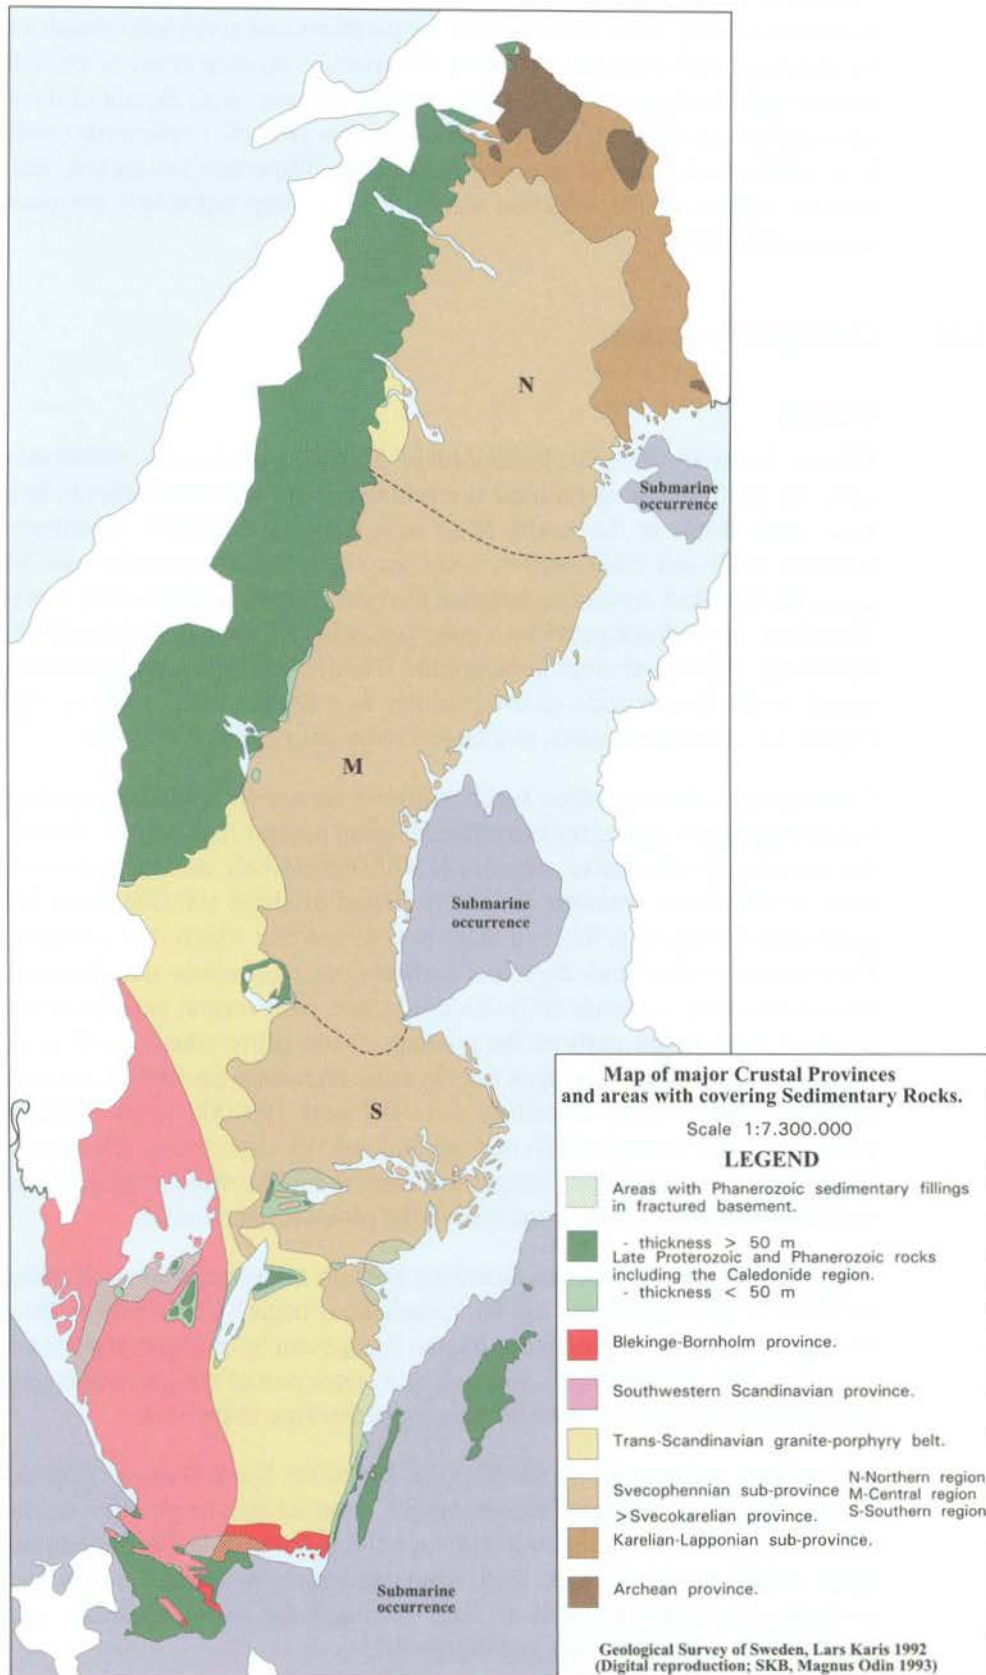 N
Submarine
occurrence
M
Submarine
occurrence
S
Submarine
occurrence
Map of major Crustal Provinces
and areas with covering Sedimentary Rocks.
Scale 1:7.300.000
LEGEND
Areas with Phanerozoic sedimentary fillings
in fractured basement.
- thickness > 50 m
Late Proterozoic and Phanerozoic rocks
including the Caledonide region.
- thickness < 50 m
Blekinge-Bornholm province.
Southwestern Scandinavian province.
Trans-Scandinavian granite-porphyry belt.
Svecophennian sub-province
> Svecokarelian province.
N-Northern region
M-Central region
S-Southern region
Karelian-Lapponian sub-province.
Archean province.
Geological Survey of Sweden, Lars Karis 1992
(Digital reproduction; SKB, Magnus Odin 1993)